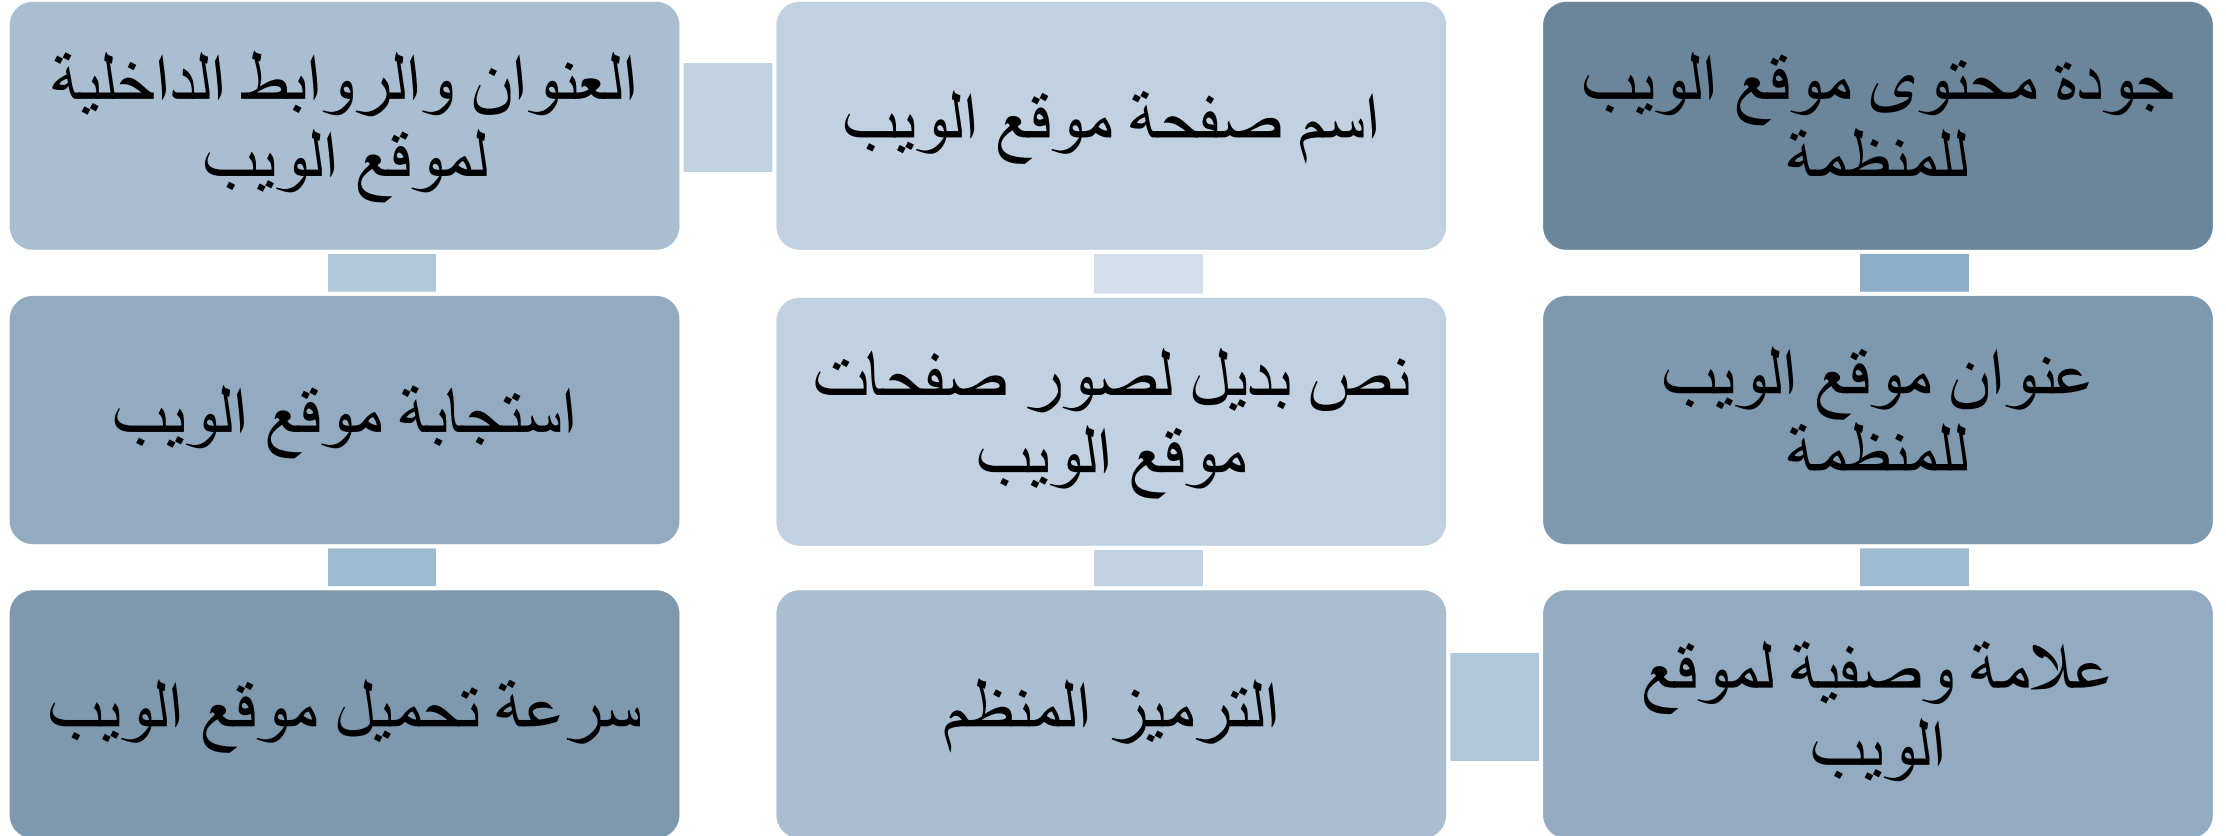 جودة محتوى موقع الويب
للمنظمة
عنوان موقع الويب
للمنظمة
علامة وصفية لموقع
الويب
الترميز المنظم
نص بديل لصور صفحات
موقع الويب
اسم صفحة موقع الويب
العنوان والروابط الداخلية
لموقع الويب
استجابة موقع الويب
سرعة تحميل موقع الويب